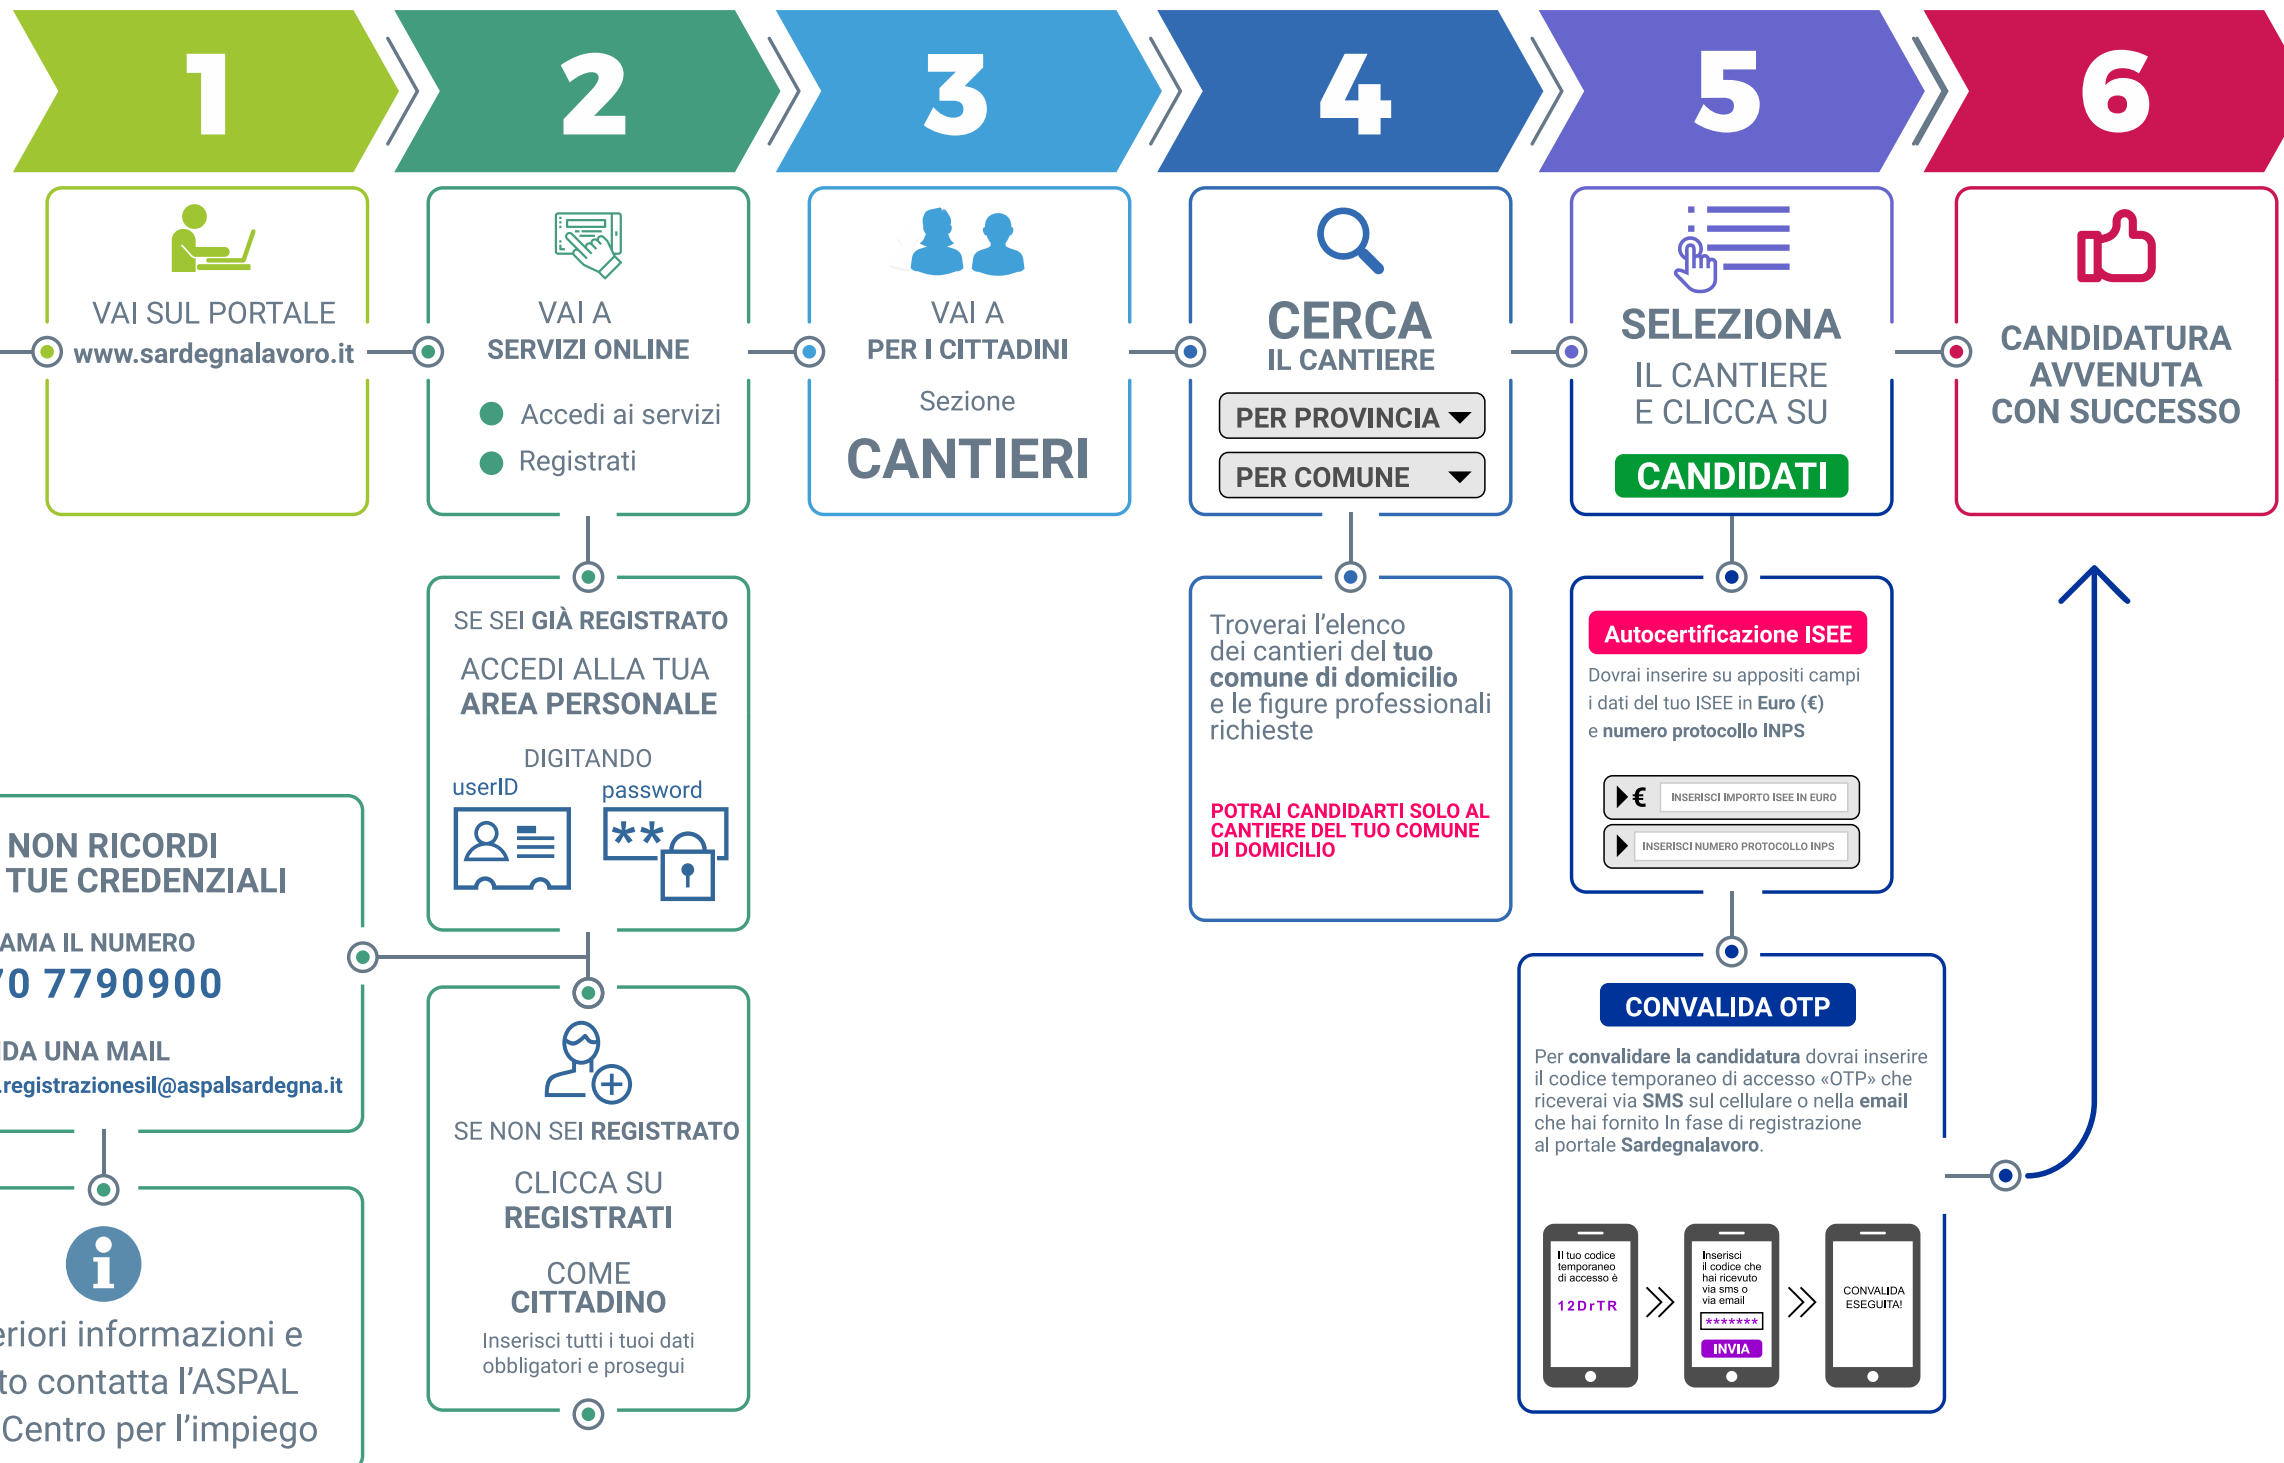 1
2
3
4
5
6
VAI SUL PORTALE
www.sardegnalavoro.it
VAI A
SERVIZI ONLINE
Accedi ai servizi
Registrati
VAI A
PER I CITTADINI
Sezione
CANTIERI
CERCA
IL CANTIERE
PER PROVINCIA
PER COMUNE
SELEZIONA
IL CANTIERE
E CLICCA SU
CANDIDATI
CANDIDATURA
AVVENUTA
CON SUCCESSO
SE SEI GIÀ REGISTRATO
ACCEDI ALLA TUA
AREA PERSONALE
DIGITANDO
userID
password
**
NON RICORDI
TUE CREDENZIALI
AMA IL NUMERO
70 7790900
DA UNA MAIL
.registrazionesil@aspalsardegna.it
i
eriori informazioni e
to contatta l'ASPAL
Centro per l'impiego
SE NON SEI REGISTRATO
CLICCA SU
REGISTRATI
COME
CITTADINO
Inserisci tutti i tuoi dati
obbligatori e prosegui
Troverai l'elenco
dei cantieri del tuo
comune di domicilio
e le figure professionali
richieste
POTRAI CANDIDARTI SOLO AL
CANTIERE DEL TUO COMUNE
DI DOMICILIO
Autocertificazione ISEE
Dovrai inserire su appositi campi
i dati del tuo ISEE in Euro (€)
e numero protocollo INPS
€ INSERISCI IMPORTO ISEE IN EURO
INSERISCI NUMERO PROTOCOLLO INPS
CONVALIDA OTP
Per convalidare la candidatura dovrai inserire
il codice temporaneo di accesso «OTP» che
riceverai via SMS sul cellulare o nella email
che hai fornito In fase di registrazione
al portale Sardegnalavoro.
Il tuo codice
temporaneo
di accesso è
12DrTR
Inserisci
il codice che
hai ricevuto
via sms o
via email
*******
INVIA
CONVALIDA
ESEGUITA!